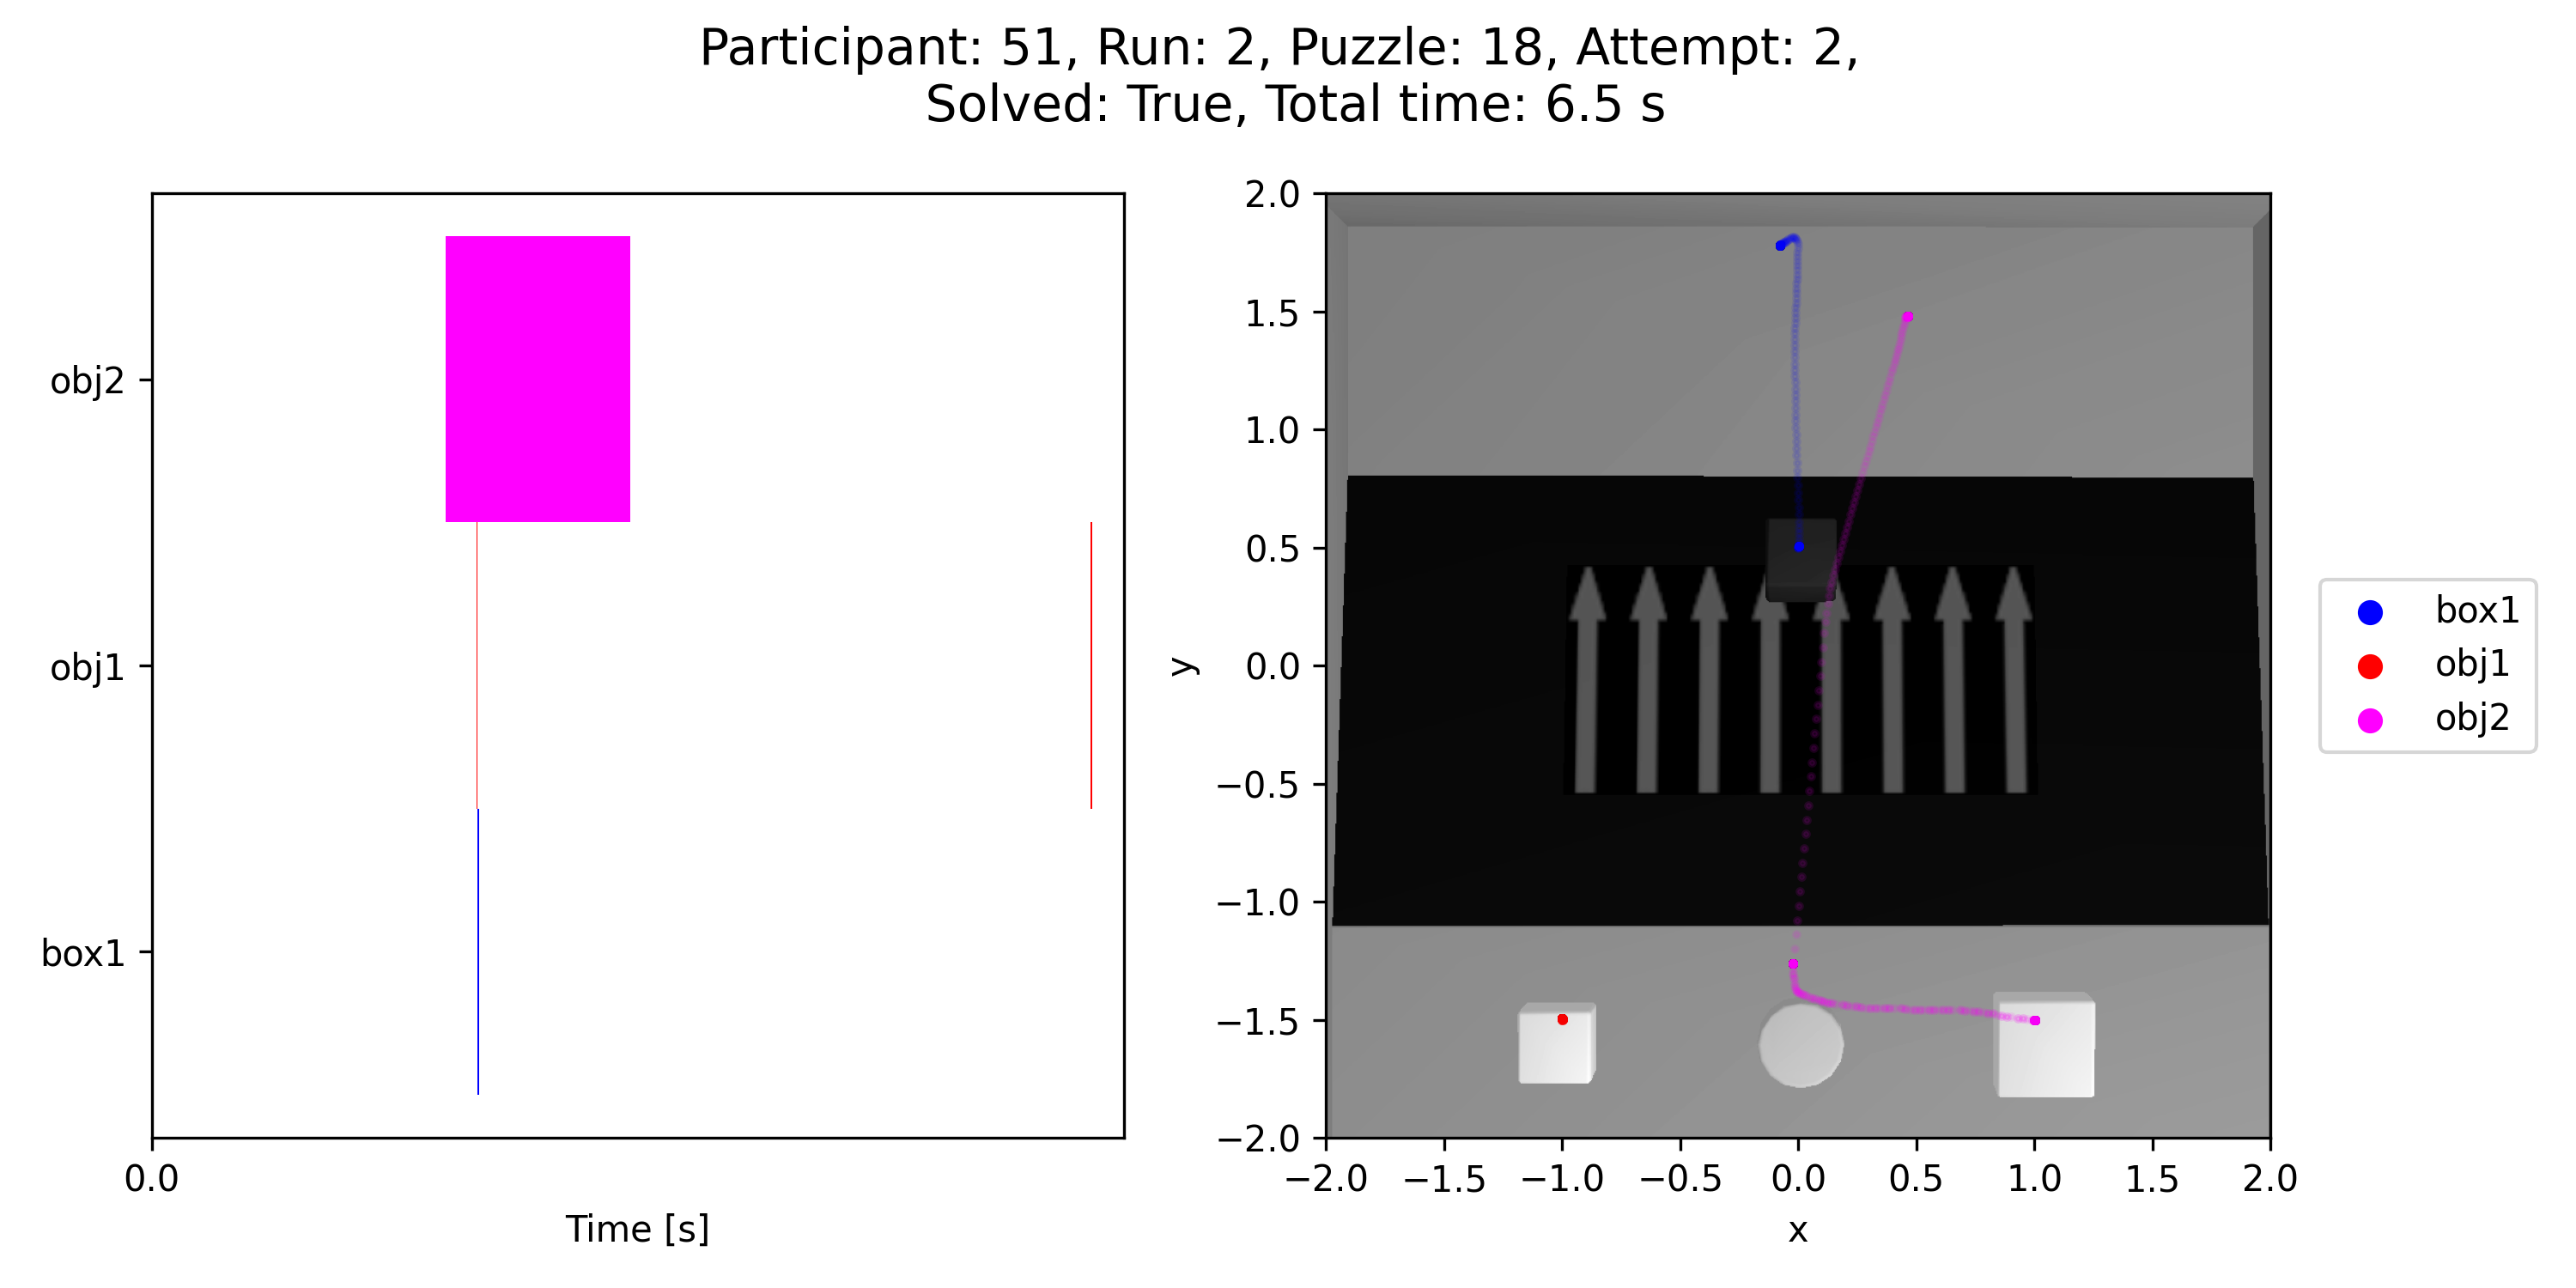 Participant: 51, Run: 2, Puzzle: 18, Attempt: 2,
Solved: True, Total time: 6.5 s
obj2
obj1
box1
0.0
Time [s]
2.0
1.5
1.0
0.5
0.0
−0.5
−1.0
−1.5
−2.0
y
−2.0 −1.5 −1.0 −0.5 0.0 0.5 1.0 1.5 2.0
x
box1
obj1
obj2